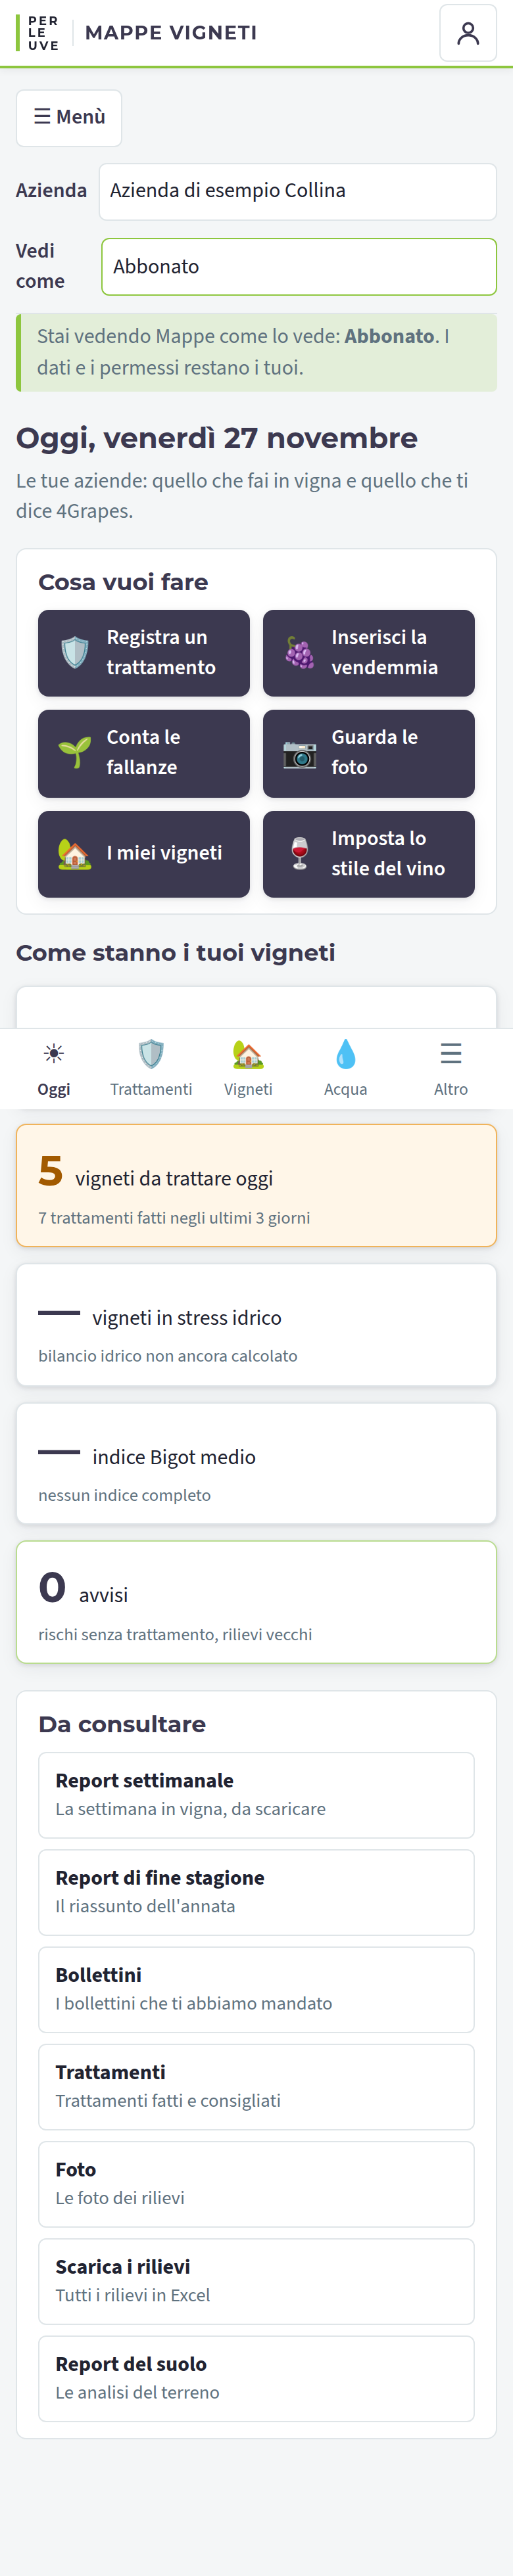 PER
LE
UVE
MAPPE VIGNETI
☰ Menù
Azienda
Azienda di esempio Collina
Vedi
come
Abbonato
Stai vedendo Mappe come lo vede: Abbonato. I
dati e i permessi restano i tuoi.
Oggi, venerdì 27 novembre
Le tue aziende: quello che fai in vigna e quello che ti
dice 4Grapes.
Cosa vuoi fare
Registra un
trattamento
Inserisci la
vendemmia
Conta le
fallanze
Guarda le
foto
I miei vigneti
Imposta lo
stile del vino
Come stanno i tuoi vigneti
Oggi
Trattamenti
Vigneti
Acqua
Altro
5 vigneti da trattare oggi
7 trattamenti fatti negli ultimi 3 giorni
— vigneti in stress idrico
bilancio idrico non ancora calcolato
— indice Bigot medio
nessun indice completo
0 avvisi
rischi senza trattamento, rilievi vecchi
Da consultare
Report settimanale
La settimana in vigna, da scaricare
Report di fine stagione
Il riassunto dell'annata
Bollettini
I bollettini che ti abbiamo mandato
Trattamenti
Trattamenti fatti e consigliati
Foto
Le foto dei rilievi
Scarica i rilievi
Tutti i rilievi in Excel
Report del suolo
Le analisi del terreno